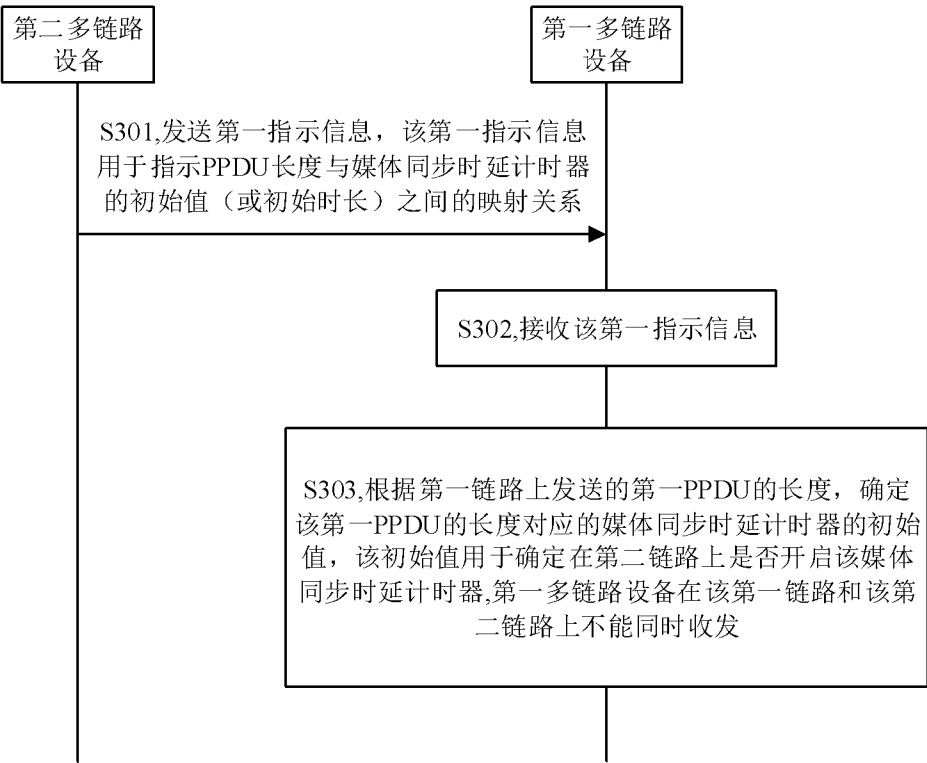 第二多链路
设备
第一多链路
设备
S301,发送第一指示信息，该第一指示信息
用于指示PPDU长度与媒体同步时延计时器
的初始值（或初始时长）之间的映射关系
S302,接收该第一指示信息
S303,根据第一链路上发送的第一PPDU的长度，确定
该第一PPDU的长度对应的媒体同步时延计时器的初始
值，该初始值用于确定在第二链路上是否开启该媒体
同步时延计时器,第一多链路设备在该第一链路和该第
二链路上不能同时收发